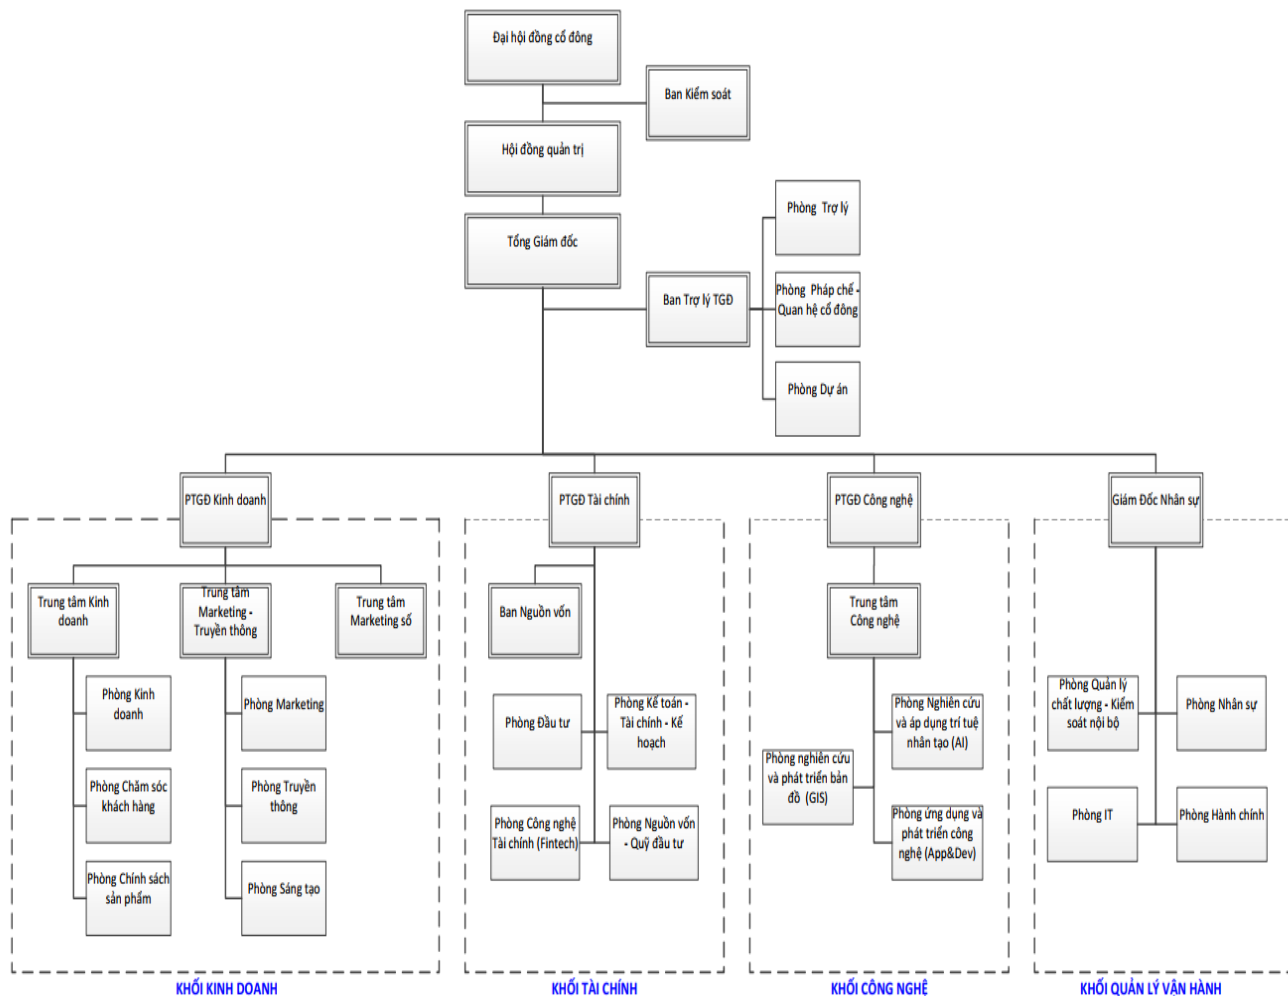 Đại hội đồng cổ đông
Ban Kiểm soát
Hội đồng quản trị
Tổng Giám đốc
Phòng Trợ lý
Ban Trợ lý TGĐ
Phòng Pháp chế -
Quan hệ cổ đông
Phòng Dự án
PTGĐ Kinh doanh
PTGĐ Tài chính
PTGĐ Công nghệ
Giám Đốc Nhân sự
Trung tâm Kinh
doanh
Trung tâm
Marketing -
Truyền thông
Trung tâm
Marketing số
Phòng Kinh
doanh
Phòng Chăm sóc
khách hàng
Phòng Chính sách
sản phẩm
Phòng Marketing
Phòng Truyền
thông
Phòng Sáng tạo
Ban Nguồn vốn
Phòng Đầu tư
Phòng Kế toán -
Tài chính - Kế
hoạch
Phòng Công nghệ
Tài chính (Fintech)
Phòng Nguồn vốn
- Quỹ đầu tư
Trung tâm
Công nghệ
Phòng Nghiên cứu
và áp dụng trí tuệ
nhân tạo (AI)
Phòng nghiên cứu
và phát triển bản
đồ (GIS)
Phòng ứng dụng và
phát triển công
nghệ (App&Dev)
Phòng Quản lý
chất lượng - Kiểm
soát nội bộ
Phòng Nhân sự
Phòng IT
Phòng Hành chính
KHỐI KINH DOANH
KHỐI TÀI CHÍNH
KHỐI CÔNG NGHỆ
KHỐI QUẢN LÝ VẬN HÀNH